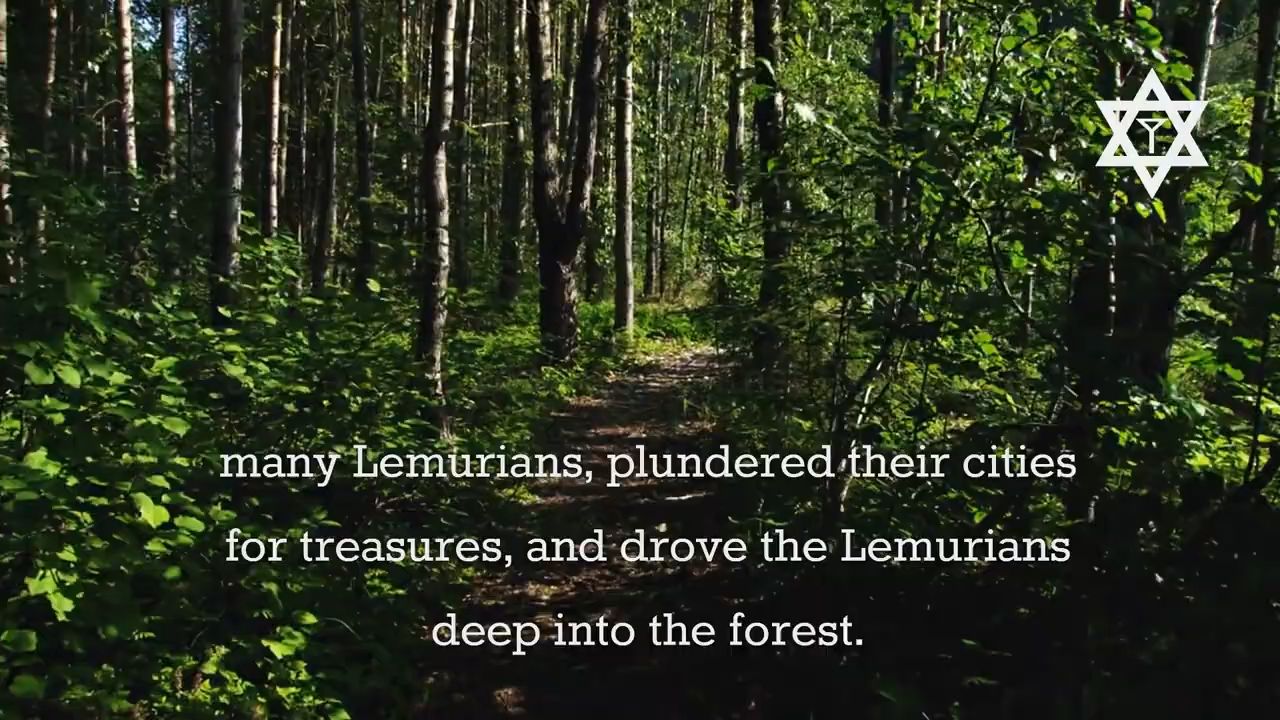 many Lemurians, plundered their cities
for treasures, and drove the Lemurians
deep into the forest.